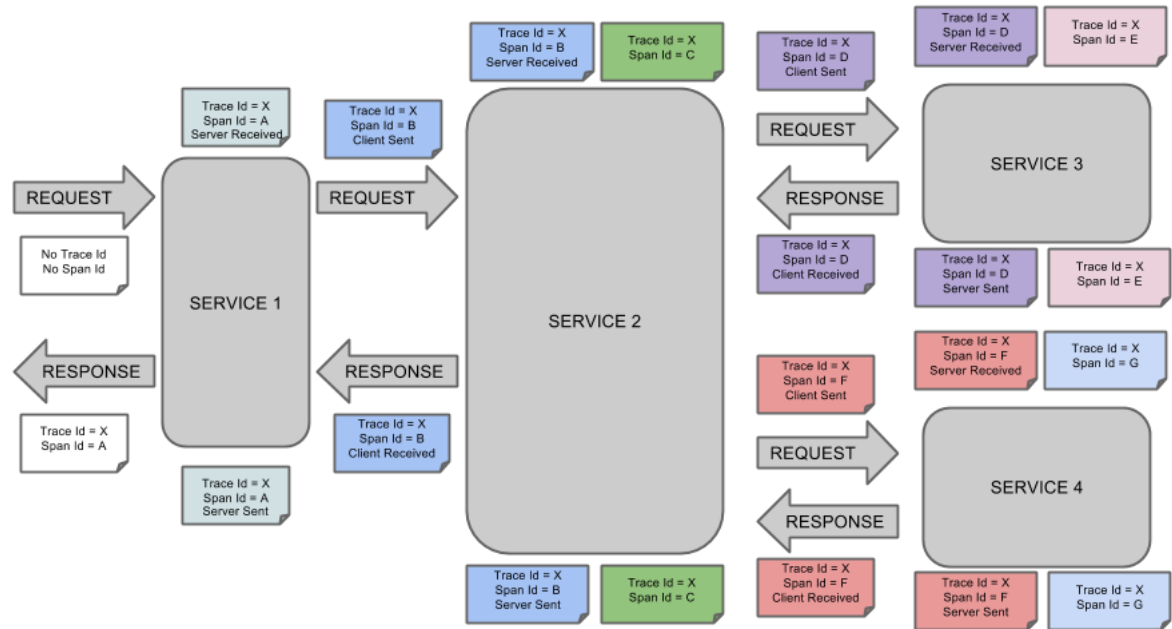 Trace Id = X
Span Id = B
Server Received
Trace Id = X
Span Id = C
Trace Id = X
Span Id = D
Client Sent
Trace Id = X
Span Id = D
Server Received
Trace Id = X
Span Id = E
Trace Id = X
Span Id = A
Server Received
Trace Id = X
Span Id = B
Client Sent
REQUEST
SERVICE 3
REQUEST
REQUEST
RESPONSE
No Trace Id
No Span Id
Trace Id = X
Span Id = D
Client Received
Trace Id = X
Span Id = D
Server Sent
Trace Id = X
Span Id = E
SERVICE 1
SERVICE 2
RESPONSE
RESPONSE
Trace Id = X
Span Id = F
Client Sent
Trace Id = X
Span Id = F
Server Received
Trace Id = X
Span Id = G
Trace Id = X
Span Id = A
Trace Id = X
Span Id = B
Client Received
REQUEST
SERVICE 4
Trace Id = X
Span Id = A
Server Sent
RESPONSE
Trace Id = X
Span Id = B
Server Sent
Trace Id = X
Span Id = C
Trace Id = X
Span Id = F
Client Received
Trace Id = X
Span Id = F
Server Sent
Trace Id = X
Span Id = G